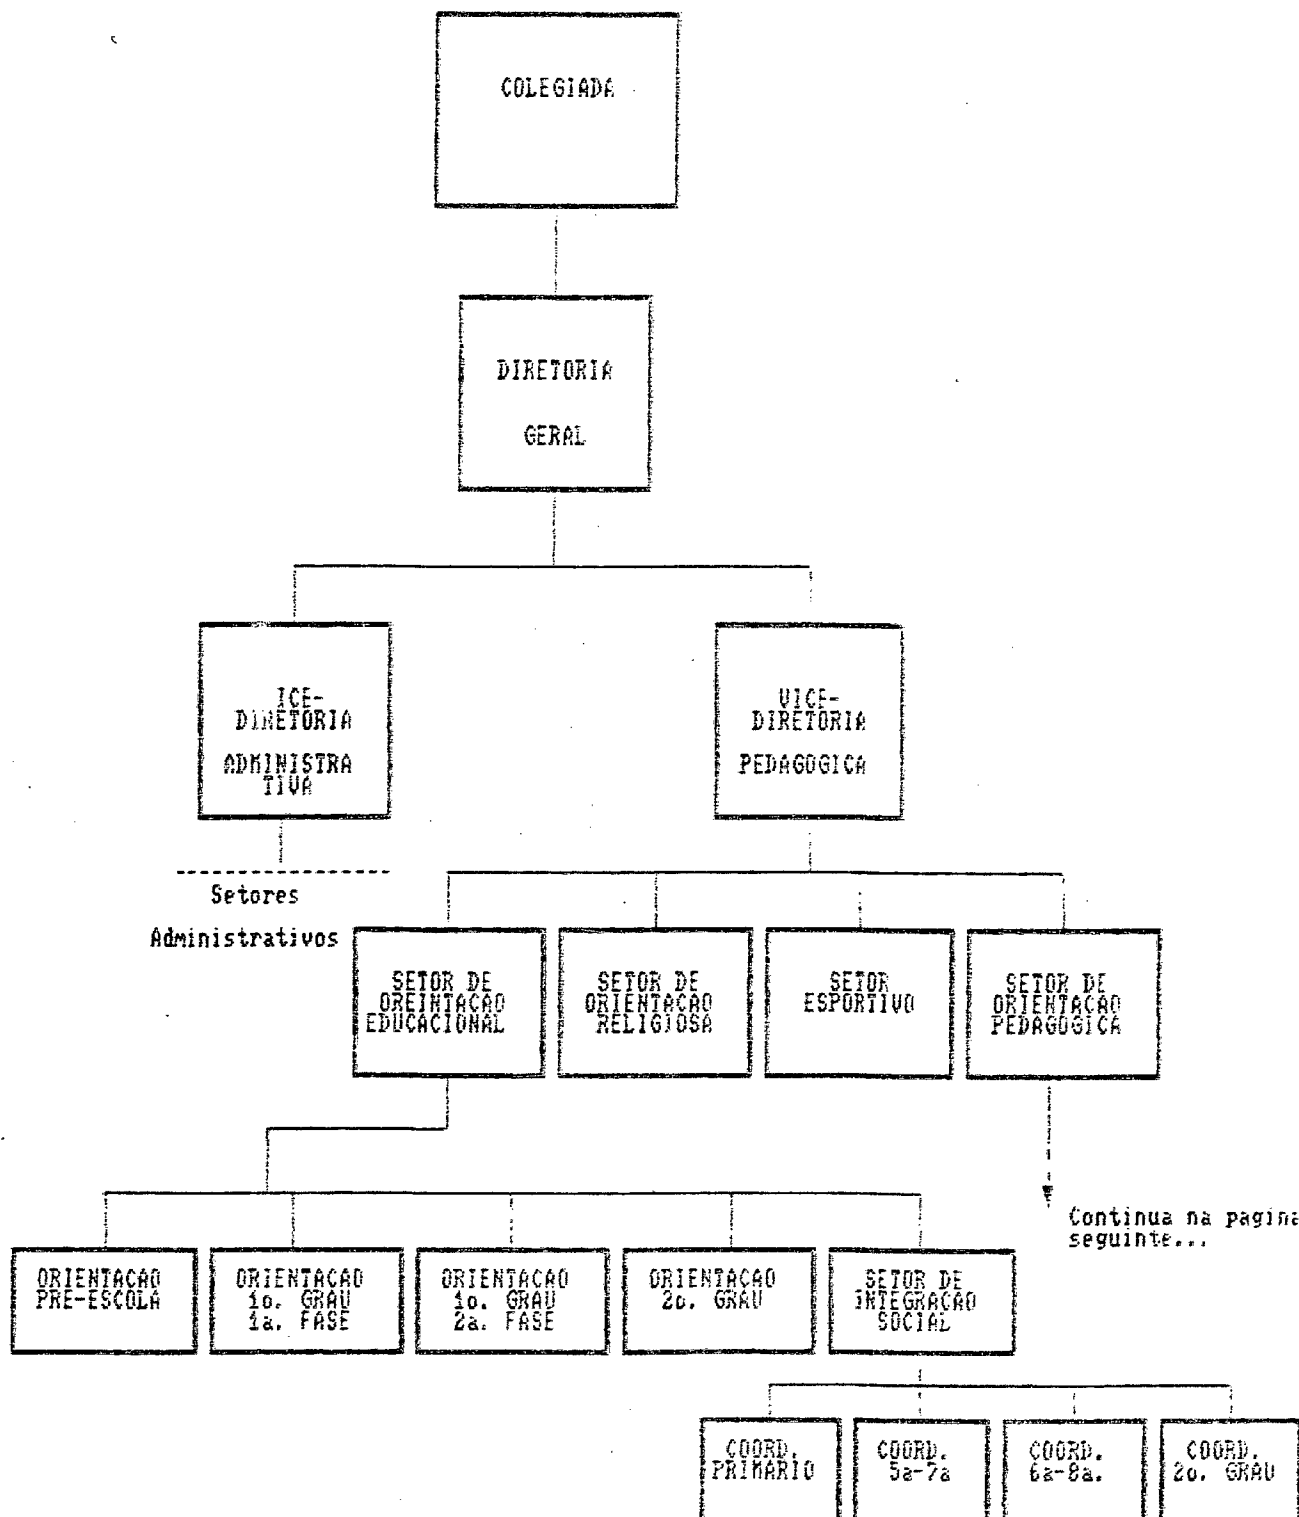 COLEGIADA
DIRETORIA
GERAL
ICE-
DIRETORIA
ADMINISTRA
TIVA
VICE-
DIRETORIA
PEDAGOGICA
Setores
Administrativos
SETOR DE
OREINTACAO
EDUCACIONAL
SETOR DE
ORIENTACAO
RELIGIOSA
SETOR
ESPORTIVO
SETOR DE
ORIENTACAO
PEDAGOGICA
Continua na pagina
seguinte...
ORIENTACAO
PRE-ESCOLA
ORIENTACAO
1o. GRAU
1a. FASE
ORIENTACAO
1o. GRAU
2a. FASE
ORIENTACAO
2o. GRAU
SETOR DE
INTEGRACAO
SOCIAL
COORD.
PRIMARIO
COORD.
5a-7a
COORD.
6a-8a.
COORD.
2o. GRAU